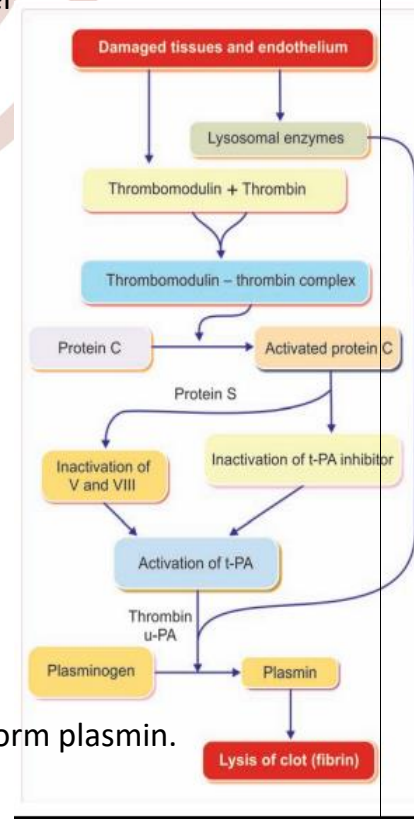 Damaged tissues and endothelium
Lysosomal enzymes
Thrombomodulin + Thrombin
Thrombomodulin – thrombin complex
Protein C
Activated protein C
Protein S
Inactivation of
V and VIII
Inactivation of t-PA inhibitor
Activation of t-PA
Thrombin
u-PA
Plasminogen
Plasmin
orm plasmin.
Lysis of clot (fibrin)